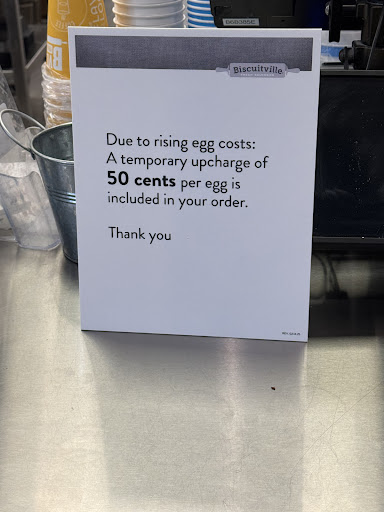 Biscuitville
Due to rising egg costs:
A temporary upcharge of
50 cents per egg is
included in your order.
Thank you